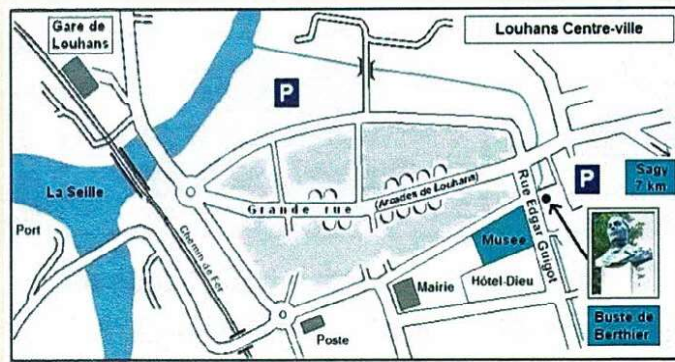 Gare de
Louhans
Louhans Centre-ville
P
La Seille
P
Sagy
7 km
Grande rue
(Arcades de Louhans)
Rue Edgar Guigot
Port
Chemin de Fer
Musée
Mairie
Hôtel-Dieu
Poste
Buste de
Berthier